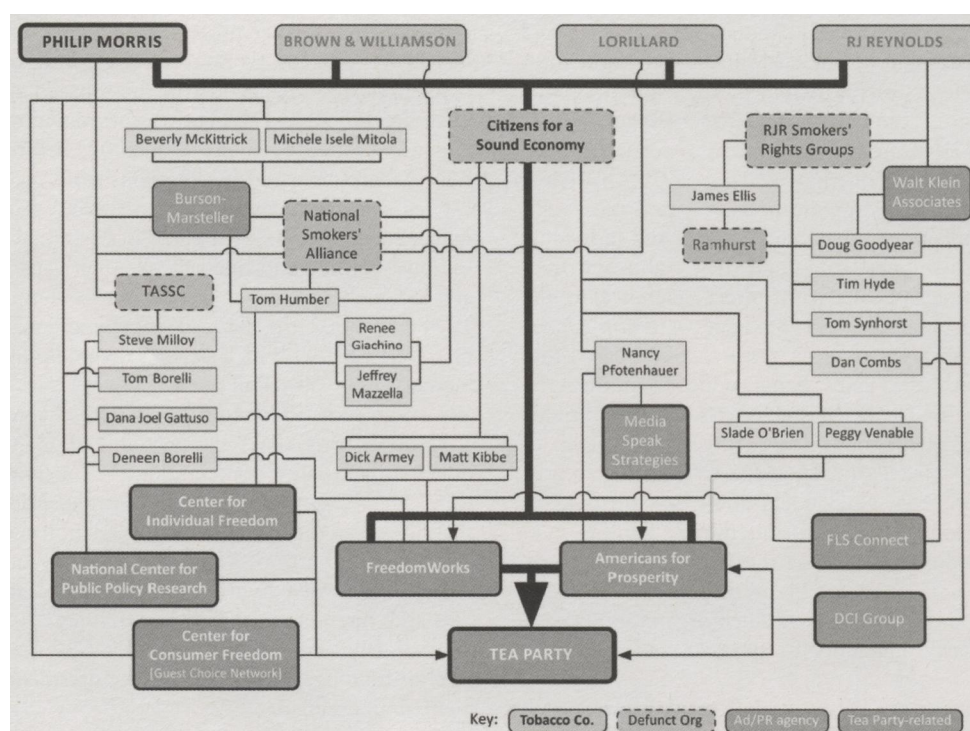 PHILIP MORRIS
BROWN & WILLIAMSON
LORILLARD
RJ REYNOLDS
Beverly McKittrick
Michele Isele Mitola
Citizens for a
Sound Economy
RJR Smokers'
Rights Groups
Burson-
Marsteller
National
Smokers'
Alliance
James Ellis
Walt Klein
Associates
Ramhurst
Doug Goodyear
TASSC
Tom Humber
Tim Hyde
Steve Milloy
Renee
Giachino
Tom Synhorst
Tom Borelli
Jeffrey
Mazzella
Nancy
Pfotenhauer
Dan Combs
Dana Joel Gattuso
Media
Speak
Strategies
Slade O'Brien
Peggy Venable
Deneen Borelli
Dick Armey
Matt Kibbe
Center for
Individual Freedom
FreedomWorks
Americans for
Prosperity
FLS Connect
National Center for
Public Policy Research
DCI Group
Center for
Consumer Freedom
[Guest Choice Network]
TEA PARTY
Key:
Tobacco Co.
Defunct Org
Ad/PR agency
Tea Party-related